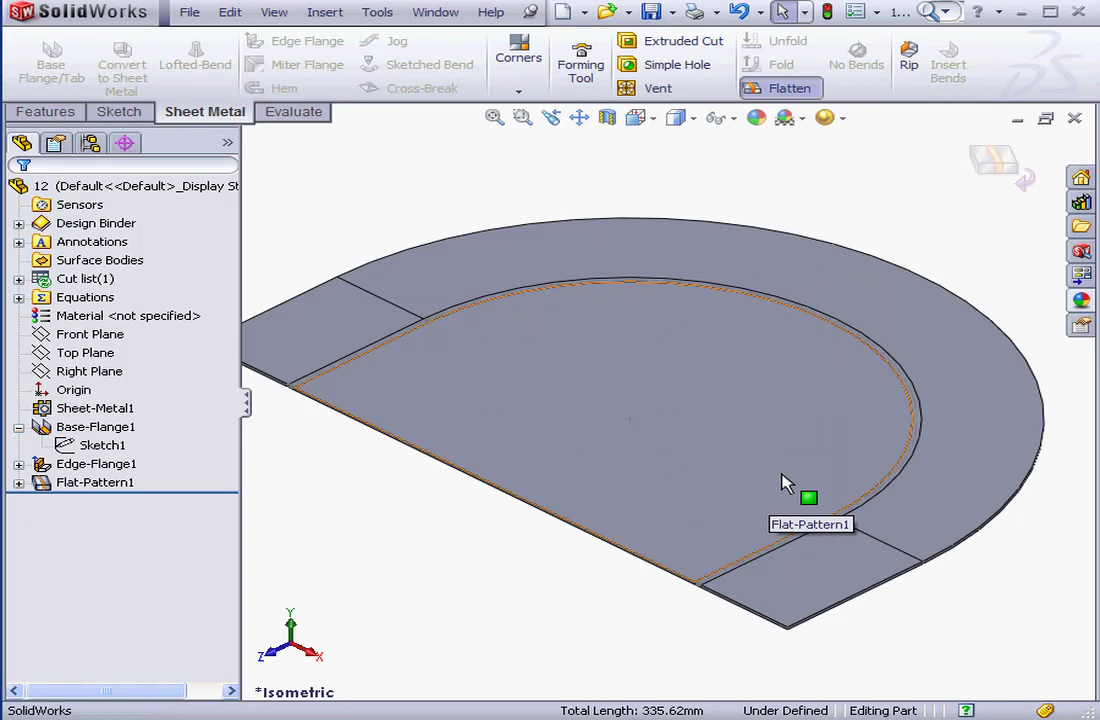 SolidWorks File Edit View Insert Tools Window Help 1... ?
Base Flange/Tab
Convert to Sheet Metal
Lofted-Bend
Edge Flange
Miter Flange
Hem
Jog
Sketched Bend
Cross-Break
Corners
Forming Tool
Extruded Cut
Simple Hole
Vent
Unfold
Fold
Flatten
No Bends
Rip
Insert Bends
Features Sketch Sheet Metal Evaluate
12 (Default<<Default>_Display St
Sensors
Design Binder
Annotations
Surface Bodies
Cut list(1)
Equations
Material <not specified>
Front Plane
Top Plane
Right Plane
Origin
Sheet-Metal1
Base-Flange1
Sketch1
Edge-Flange1
Flat-Pattern1
Flat-Pattern1
Y
Z X
*Isometric
SolidWorks Total Length: 335.62mm Under Defined Editing Part ?